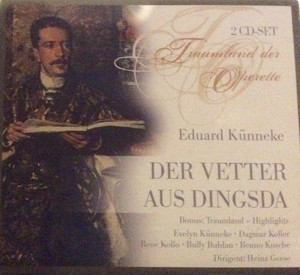 2 CD-SET
Traumland der
Operette
Eduard Künneke
DER VETTER
AUS DINGSDA
Bonus: Traumland – Highlights
Evelyn Künneke · Dagmar Koller
René Kollo · Bully Buhlan · Benno Kusche
Dirigent: Heinz Geese